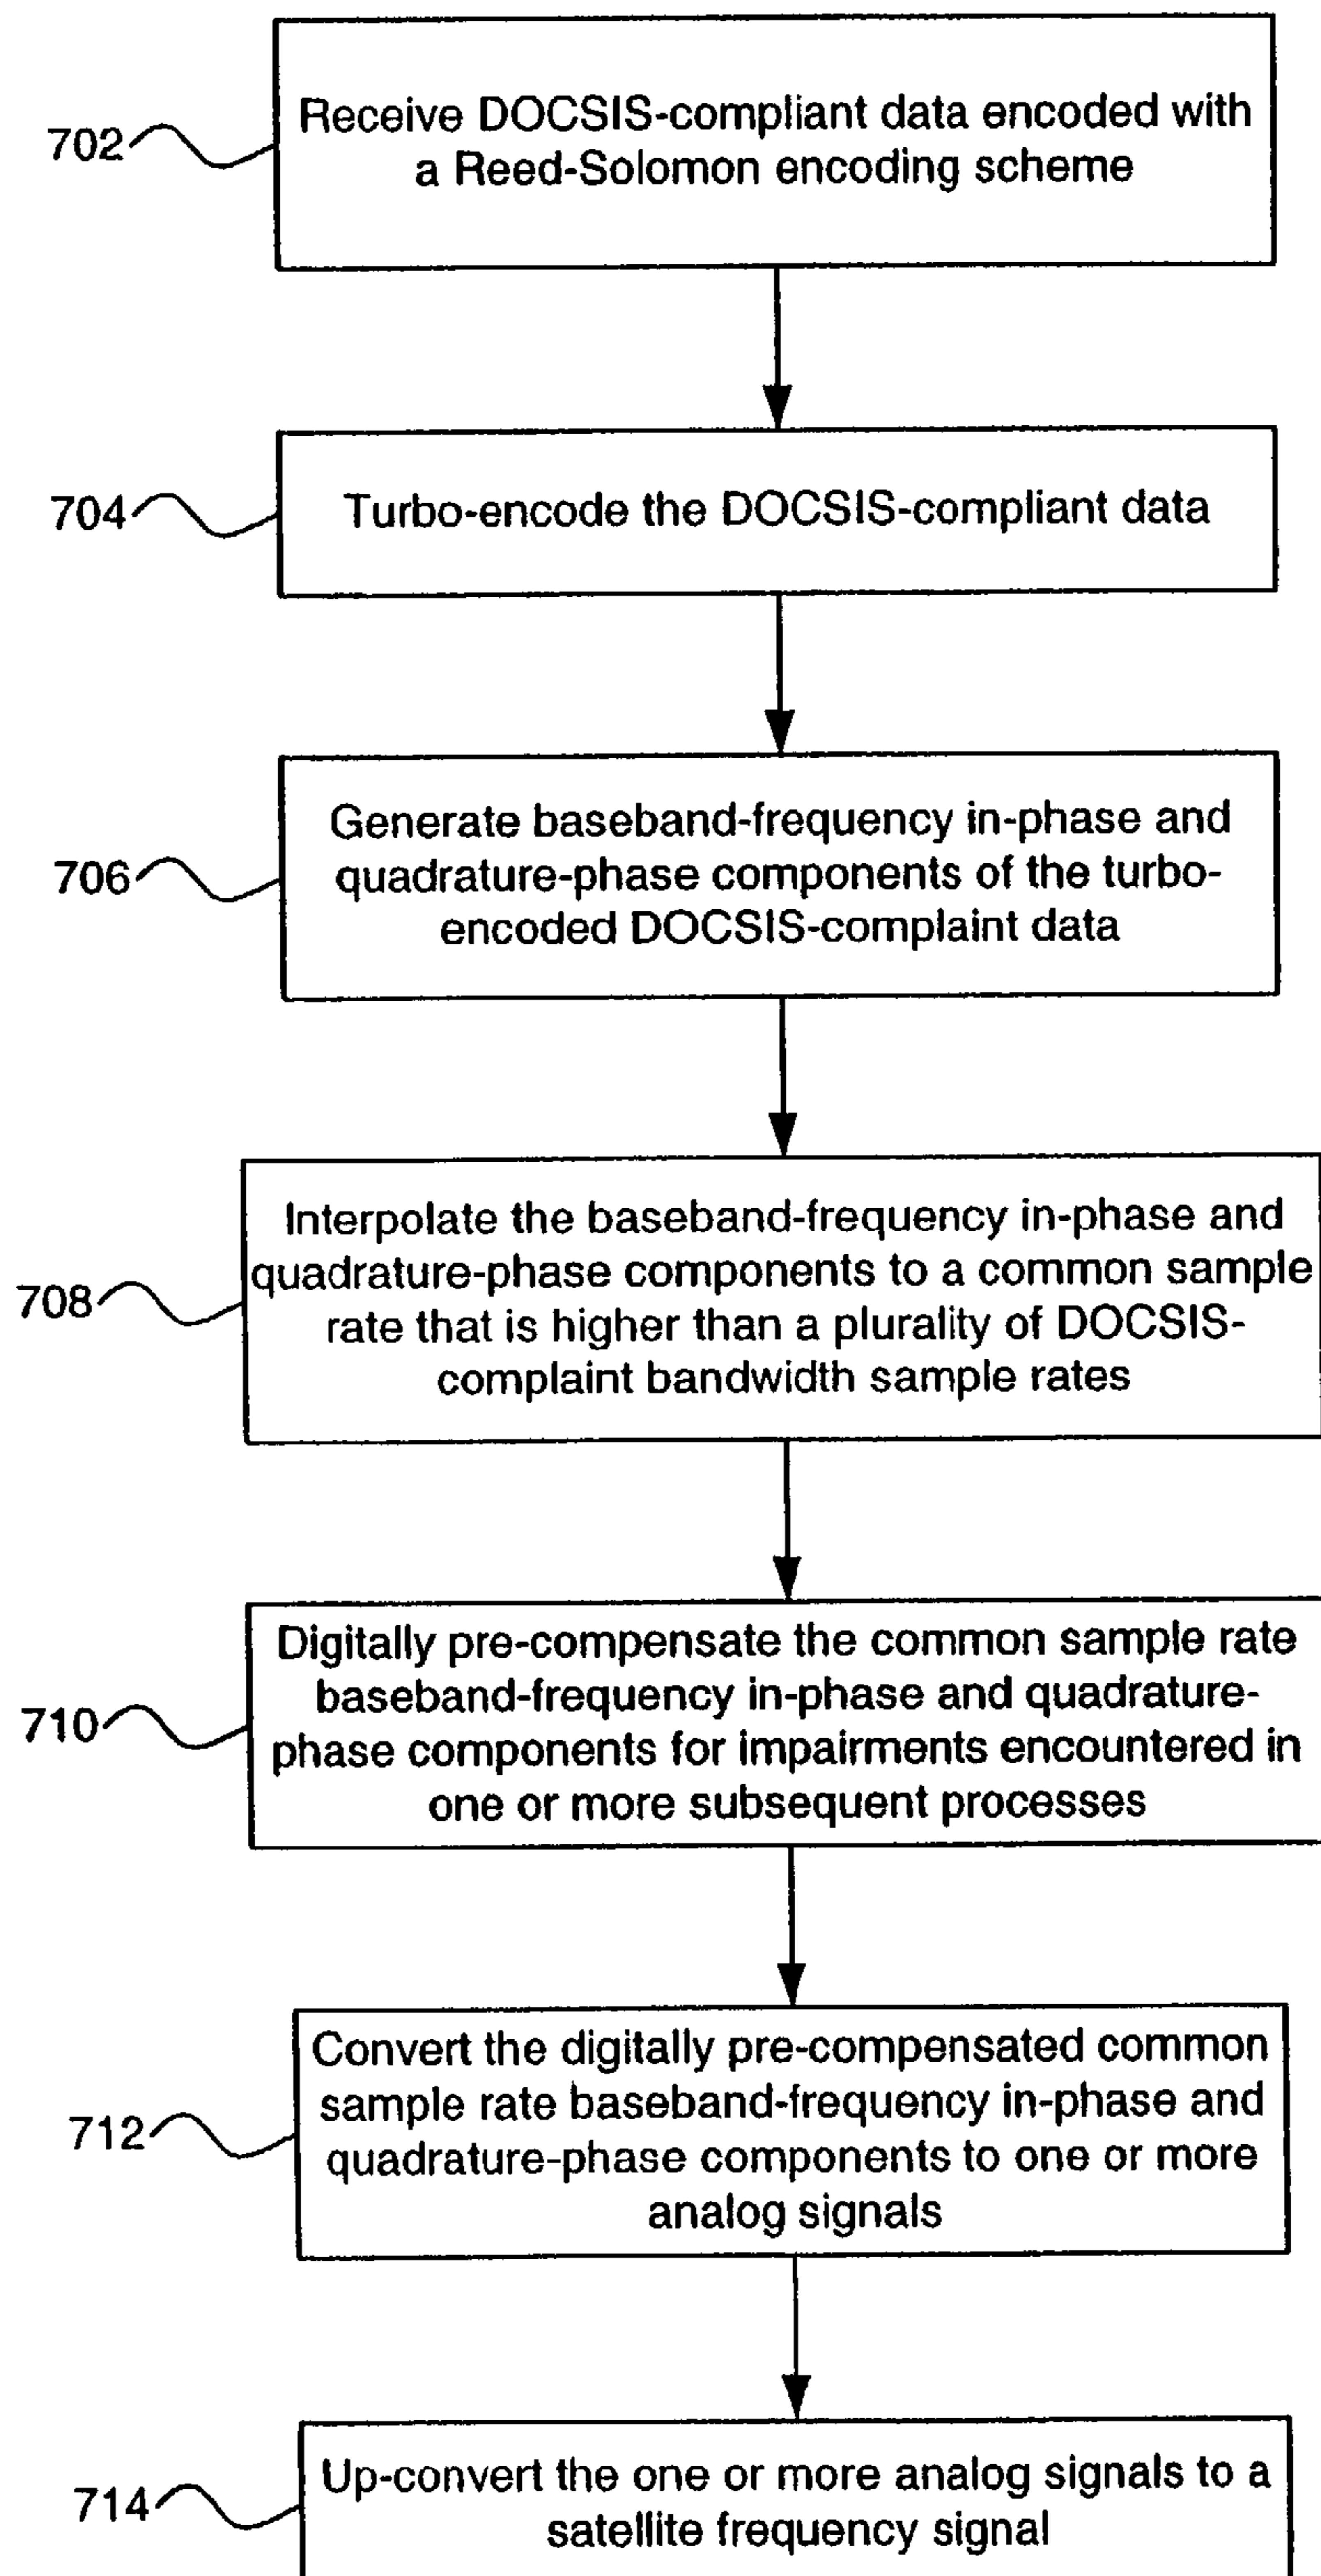 702
Receive DOCSIS-compliant data encoded with
a Reed-Solomon encoding scheme
704
Turbo-encode the DOCSIS-compliant data
706
Generate baseband-frequency in-phase and
quadrature-phase components of the turbo-
encoded DOCSIS-complaint data
708
Interpolate the baseband-frequency in-phase and
quadrature-phase components to a common sample
rate that is higher than a plurality of DOCSIS-
complaint bandwidth sample rates
710
Digitally pre-compensate the common sample rate
baseband-frequency in-phase and quadrature-
phase components for impairments encountered in
one or more subsequent processes
712
Convert the digitally pre-compensated common
sample rate baseband-frequency in-phase and
quadrature-phase components to one or more
analog signals
714
Up-convert the one or more analog signals to a
satellite frequency signal